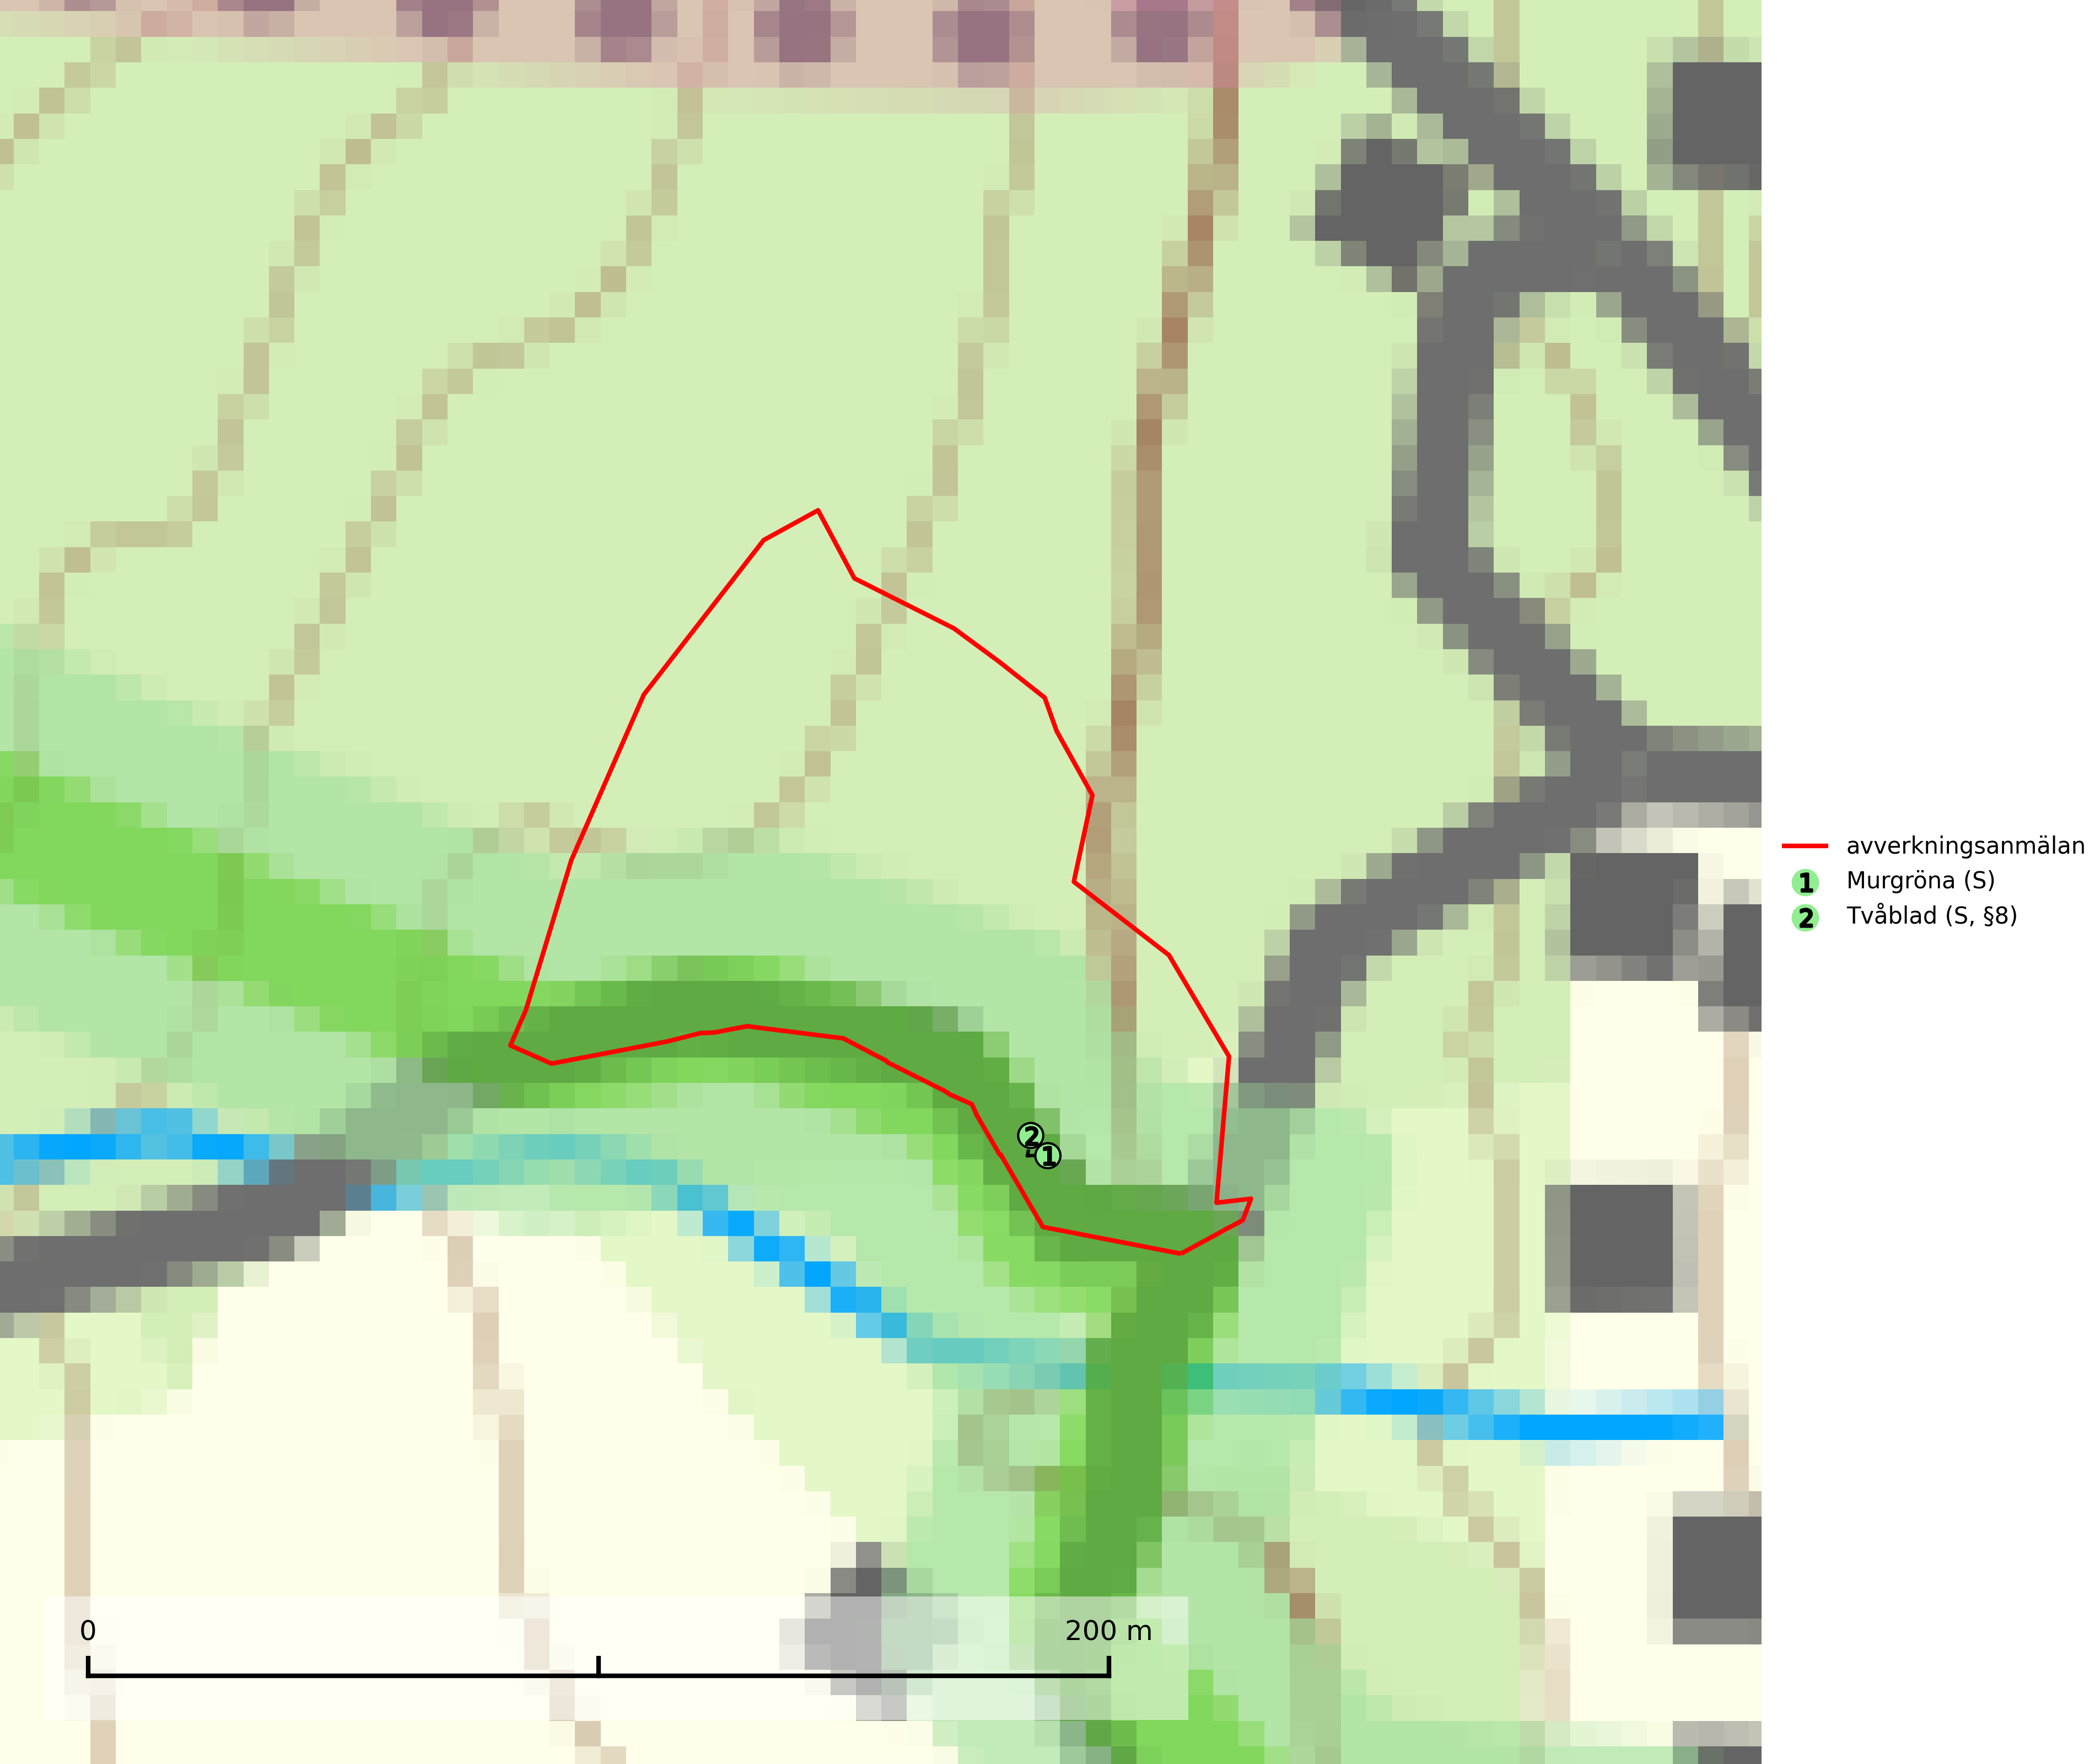 avverkningsanmälan
1 Murgröna (S)
2 Tvåblad (S, §8)
2
1
0
200 m